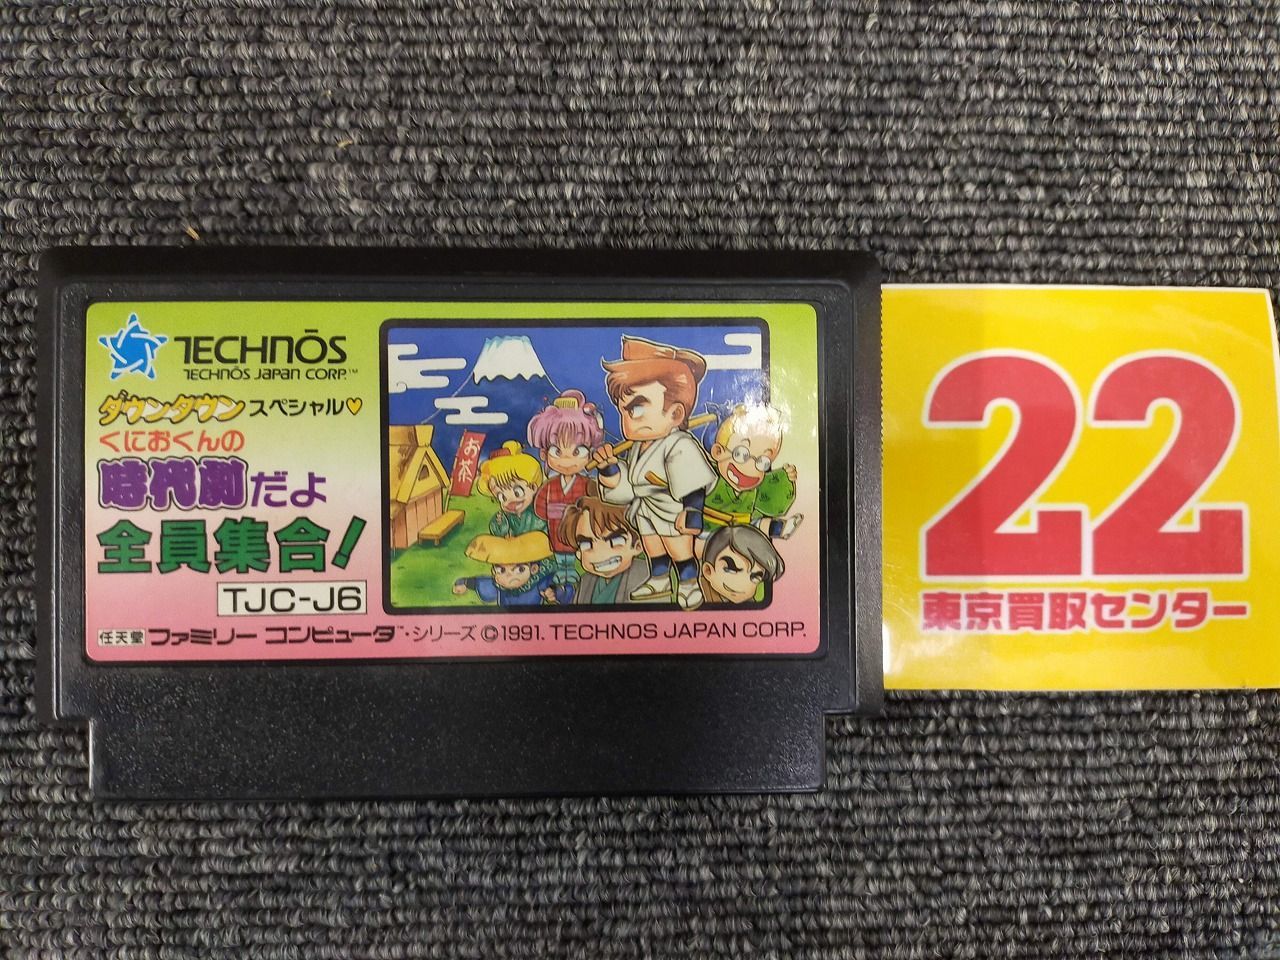 TECHNŌS
TECHNŌS JAPAN CORP.™
ダウンタウン スペシャル♥
くにおくんの
時代劇だよ
全員集合!
TJC-J6
任天堂 ファミリー コンピュータ™・シリーズ ©1991. TECHNOS JAPAN CORP.
お茶
22
東京買取センター